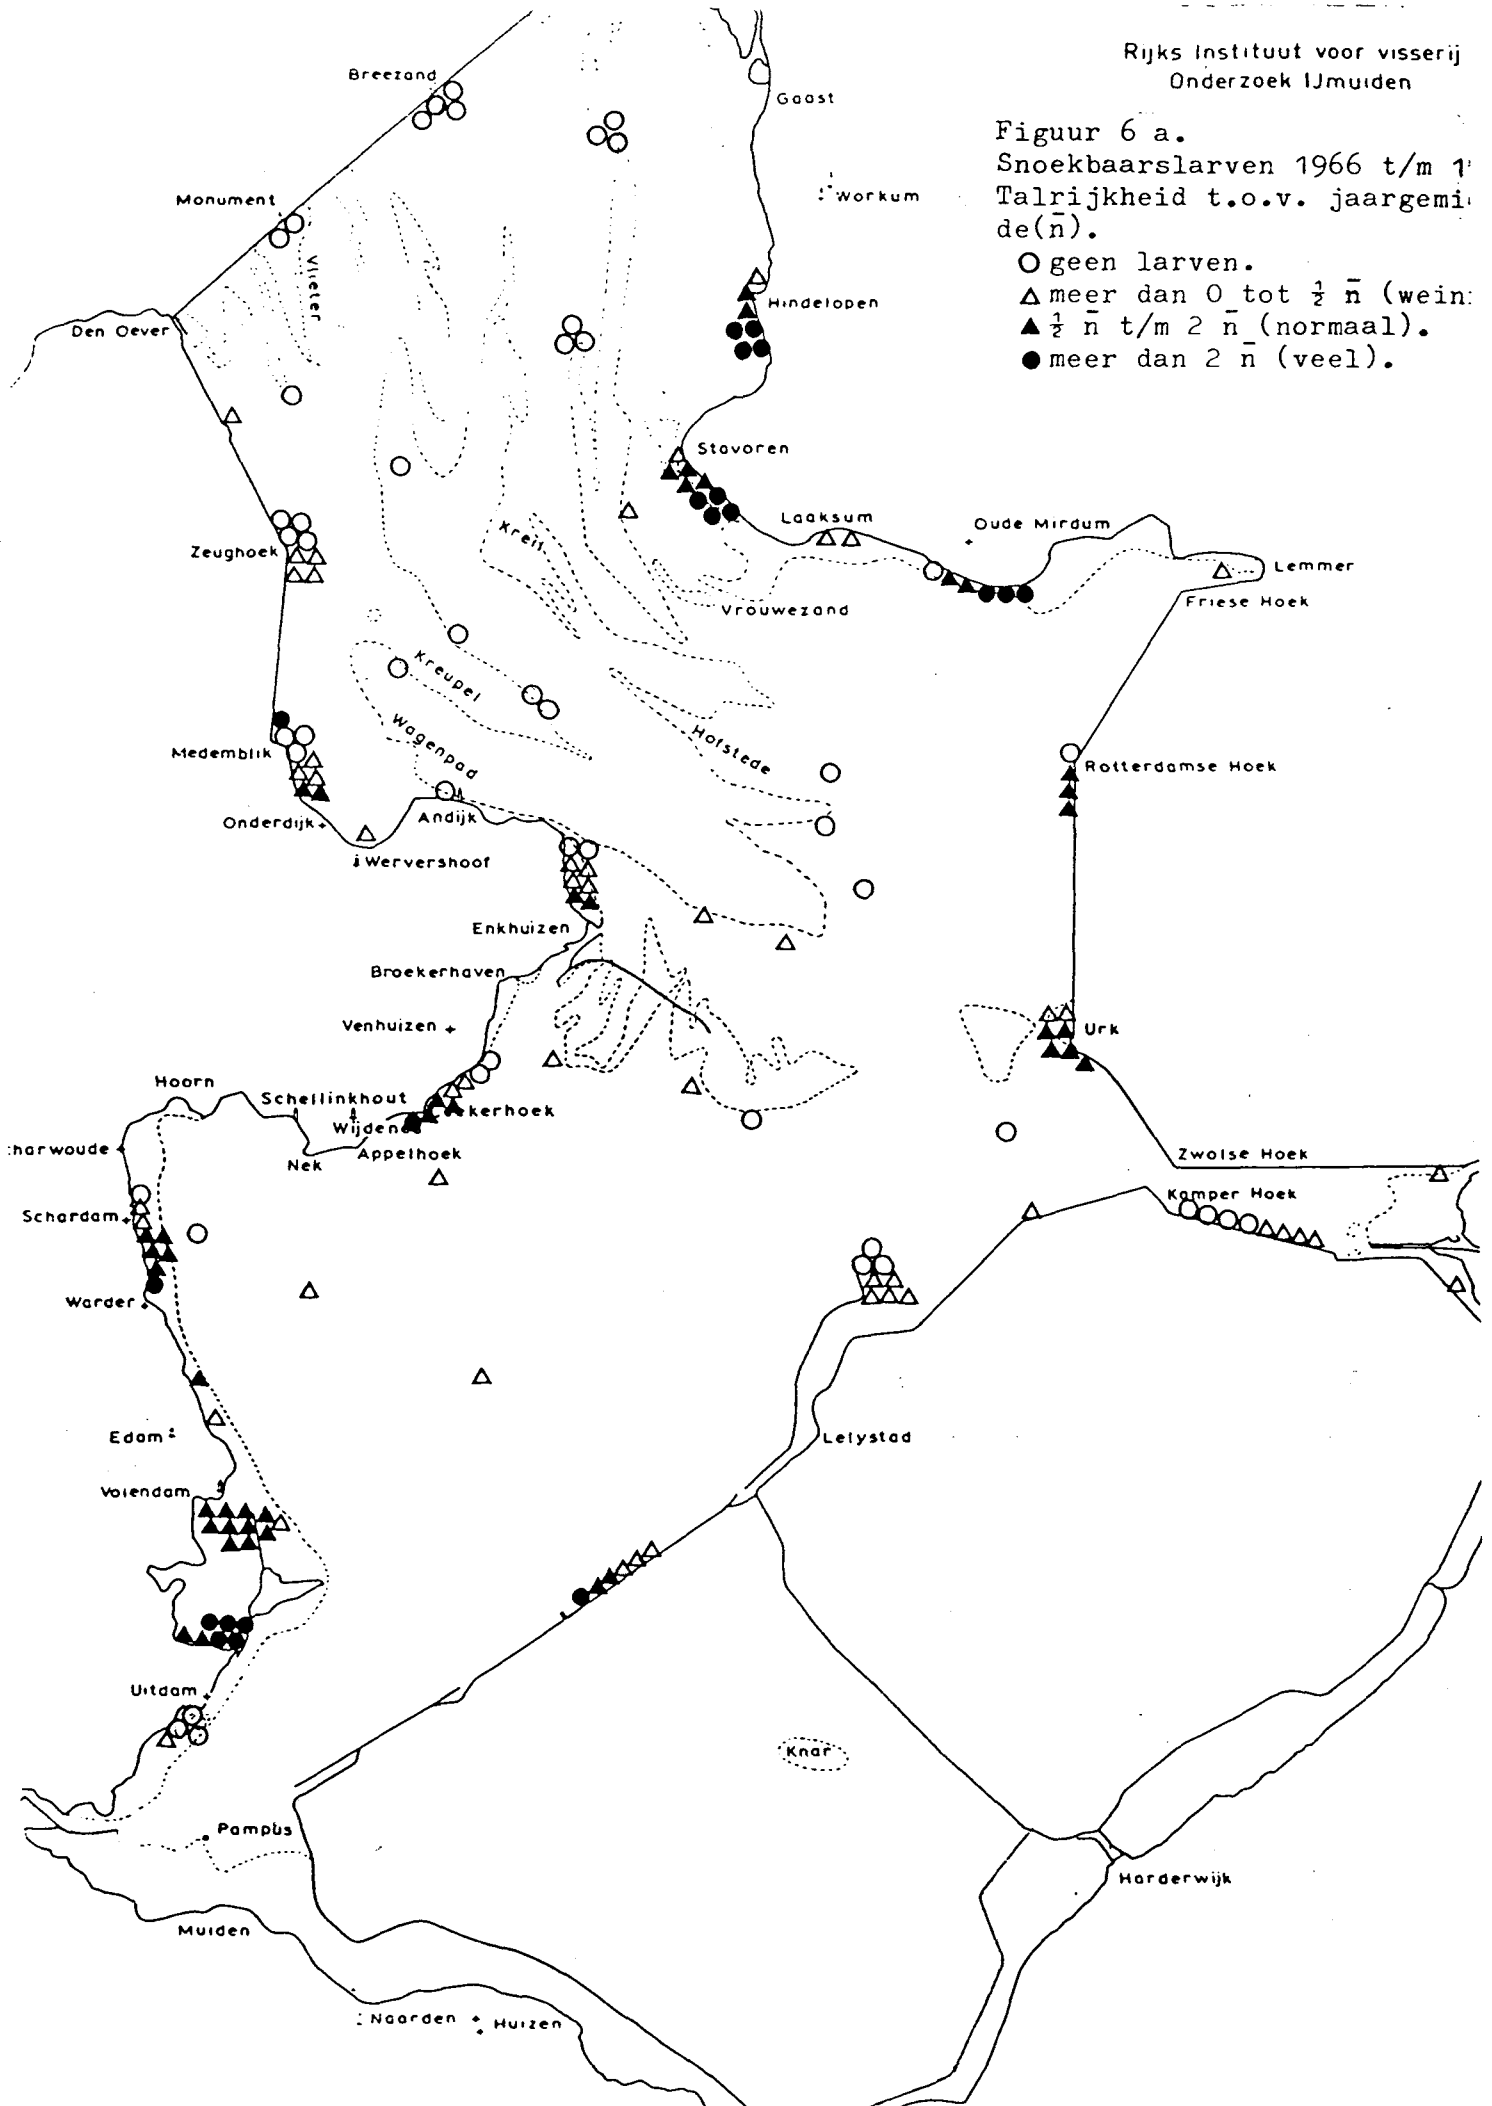 Rijks Instituut voor visserij
Onderzoek IJmuiden
Figuur 6 a.
Snoekbaarslarven 1966 t/m
Talrijkheid t.o.v. jaargemi
de(n̄).
geen larven.
meer dan 0 tot ½ n̄ (wein
½ n̄ t/m 2 n̄ (normaal).
meer dan 2 n̄ (veel).
Breezand
Gaast
Monument
Workum
Vlieter
Hindelopen
Den Oever
Stavoren
Laaksum
Oude Mirdum
Kreil
Zeughoek
Lemmer
Vrouwezand
Friese Hoek
Kreupel
Wagenpad
Hofstede
Medemblik
Rotterdamse Hoek
Onderdijk
Andijk
Wervershoof
Enkhuizen
Broekerhaven
Venhuizen
Urk
Hoorn
Schellinkhout
kerhoek
Wijdenes
harwoude
Nek
Appelhoek
Zwolse Hoek
Kamper Hoek
Schardam
Warder
Edam
Lelystad
Volendam
Uitdam
Knar
Pampus
Harderwijk
Muiden
Naarden
Huizen